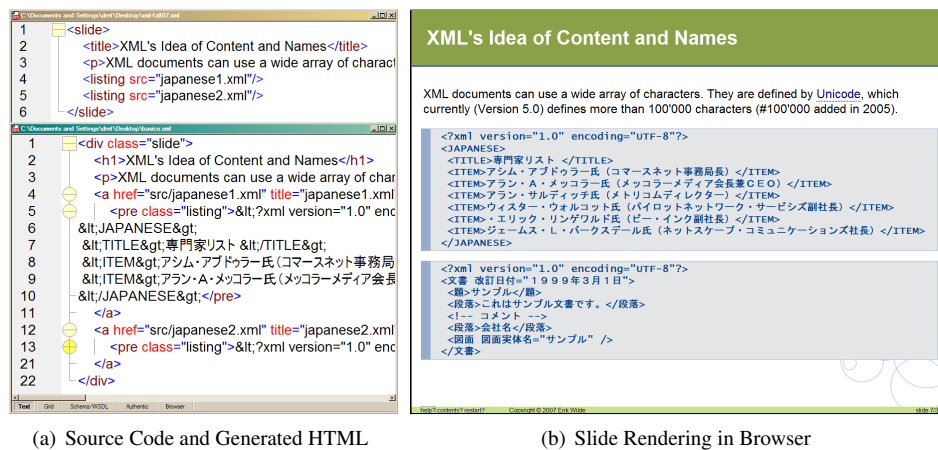 C:\Documents and Settings\dret\Desktop\xml-fall07.xml
1 <slide>
2 <title>XML's Idea of Content and Names</title>
3 <p>XML documents can use a wide array of charact
4 <listing src="japanese1.xml"/>
5 <listing src="japanese2.xml"/>
6 </slide>
C:\Documents and Settings\dret\Desktop\basics.xml
1 <div class="slide">
2 <h1>XML's Idea of Content and Names</h1>
3 <p>XML documents can use a wide array of char
4 <a href="src/japanese1.xml" title="japanese1.xml
5 <pre class="listing">&lt;?xml version="1.0" enc
6 &lt;JAPANESE&gt;
7 &lt;TITLE&gt;専門家リスト &lt;/TITLE&gt;
8 &lt;ITEM&gt;アシム・アブドゥラー氏（コマースネット事務局
9 &lt;ITEM&gt;アラン・A・メッコラー氏（メッコラーメディア会長
10 &lt;/JAPANESE&gt;</pre>
11 </a>
12 <a href="src/japanese2.xml" title="japanese2.xml
13 <pre class="listing">&lt;?xml version="1.0" enc
21 </a>
22 </div>
Text Grid Schema/WSDL Authentic Browser
(a) Source Code and Generated HTML
XML's Idea of Content and Names
XML documents can use a wide array of characters. They are defined by Unicode, which
currently (Version 5.0) defines more than 100'000 characters (#100'000 added in 2005).
<?xml version="1.0" encoding="UTF-8"?>
<JAPANESE>
<TITLE>専門家リスト </TITLE>
<ITEM>アシム・アブドゥラー氏（コマースネット事務局長）</ITEM>
<ITEM>アラン・Ａ・メッコラー氏（メッコラーメディア会長兼ＣＥＯ）</ITEM>
<ITEM>アラン・サルディッチ氏（メトリコムディレクター）</ITEM>
<ITEM>ウィスター・ウォルコット氏（パイロットネットワーク・サービシズ副社長）</ITEM>
<ITEM>・エリック・リンゲワルド氏（ビー・インク副社長）</ITEM>
<ITEM>ジェームス・Ｌ・バークスデール氏（ネットスケープ・コミュニケーションズ社長）</ITEM>
</JAPANESE>
<?xml version="1.0" encoding="UTF-8"?>
<文書 改訂日付="１９９９年３月１日">
<題>サンプル</題>
<段落>これはサンプル文書です。</段落>
<!-- コメント -->
<段落>会社名</段落>
<図面 図面実体名="サンプル" />
</文書>
help? contents? restart? Copyright © 2007 Erik Wilde slide 7/3
(b) Slide Rendering in Browser